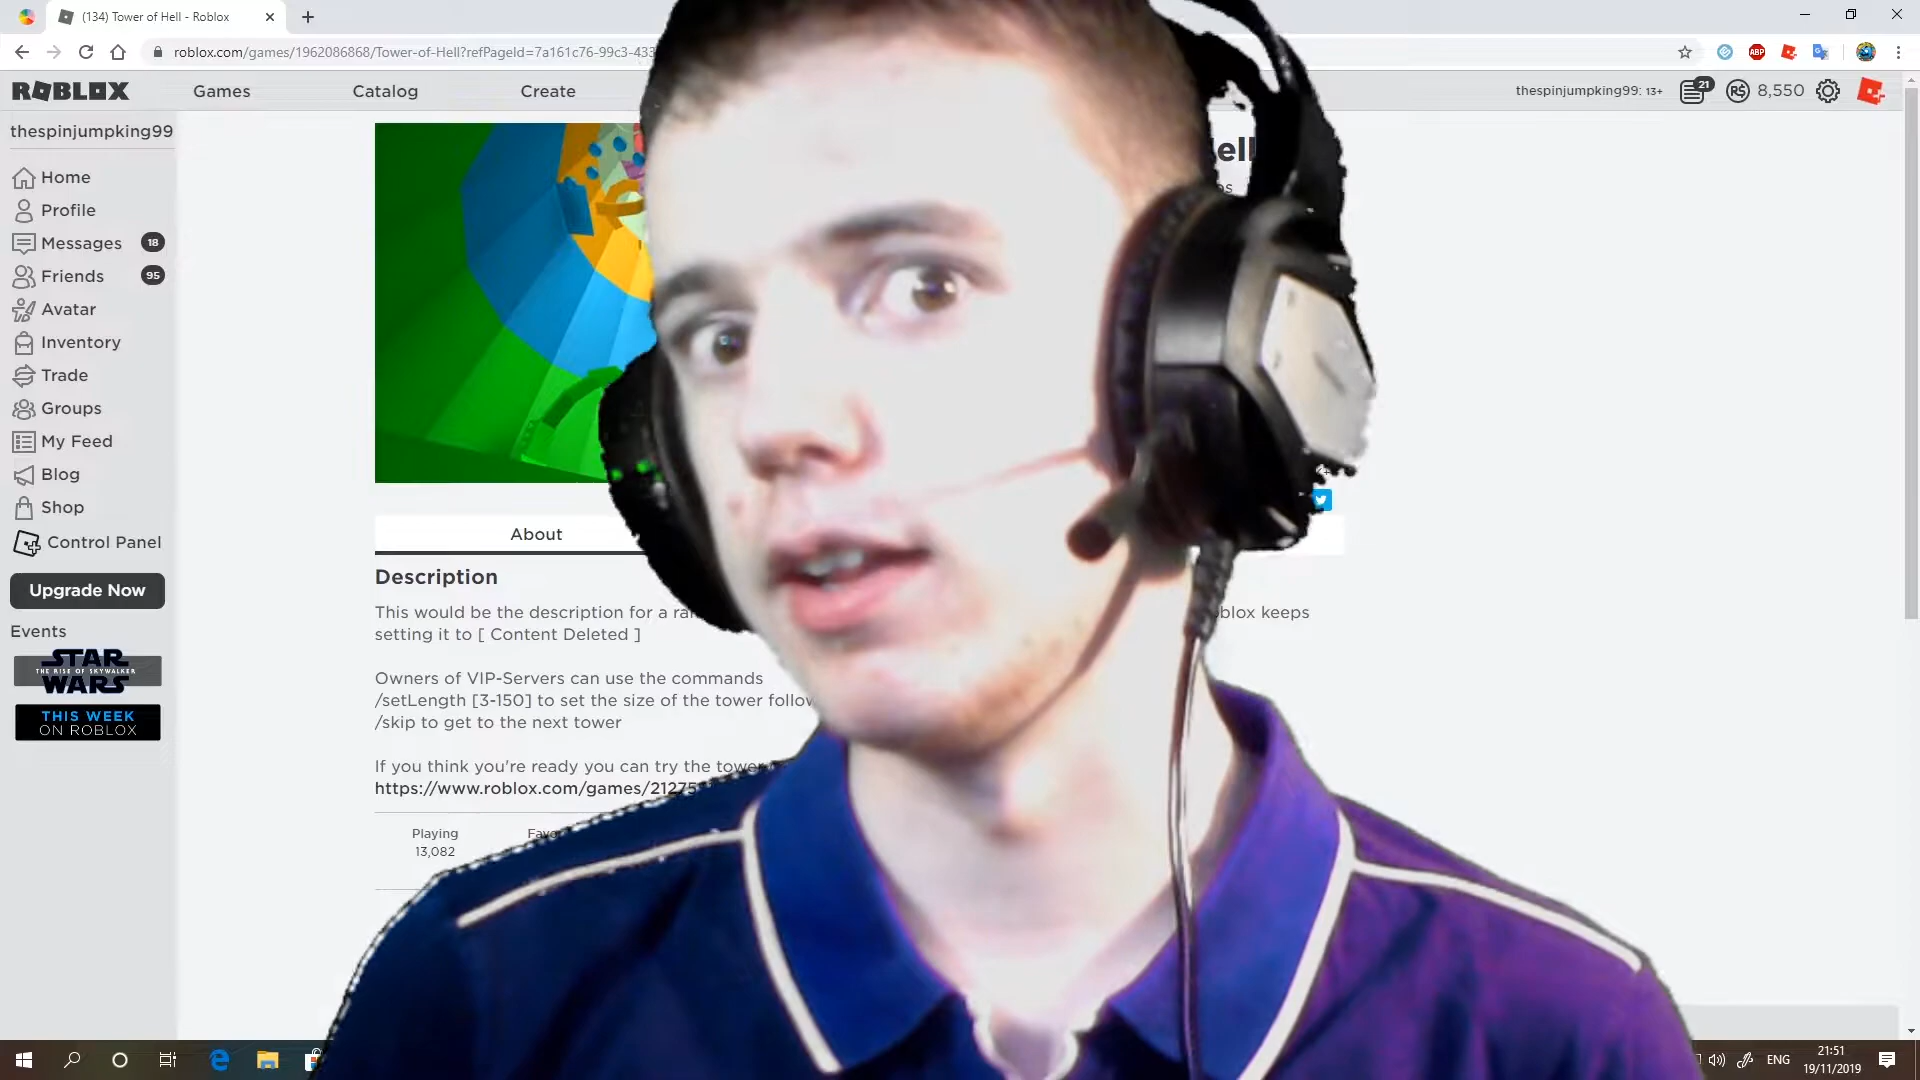 (134) Tower of Hell - Roblox
roblox.com/games/1962086868/Tower-of-Hell?refPageId=7a161c76-99c3-433
ABP
ROBLOX
Games
Catalog
Create
thespinjumpking99: 13+
21
R$
8,550
thespinjumpking99
Home
Profile
Messages 18
Friends 95
Avatar
Inventory
Trade
Groups
My Feed
Blog
Shop
Control Panel
Upgrade Now
Events
STAR
THE RISE OF SKYWALKER
WARS
THIS WEEK
ON ROBLOX
ell
os
About
Description
This would be the description for a ra oblox keeps
setting it to [ Content Deleted ]
Owners of VIP-Servers can use the commands
/setLength [3-150] to set the size of the tower follow
/skip to get to the next tower
If you think you're ready you can try the tower
https://www.roblox.com/games/21275
Playing
Favo
13,082
ENG
21:51
19/11/2019